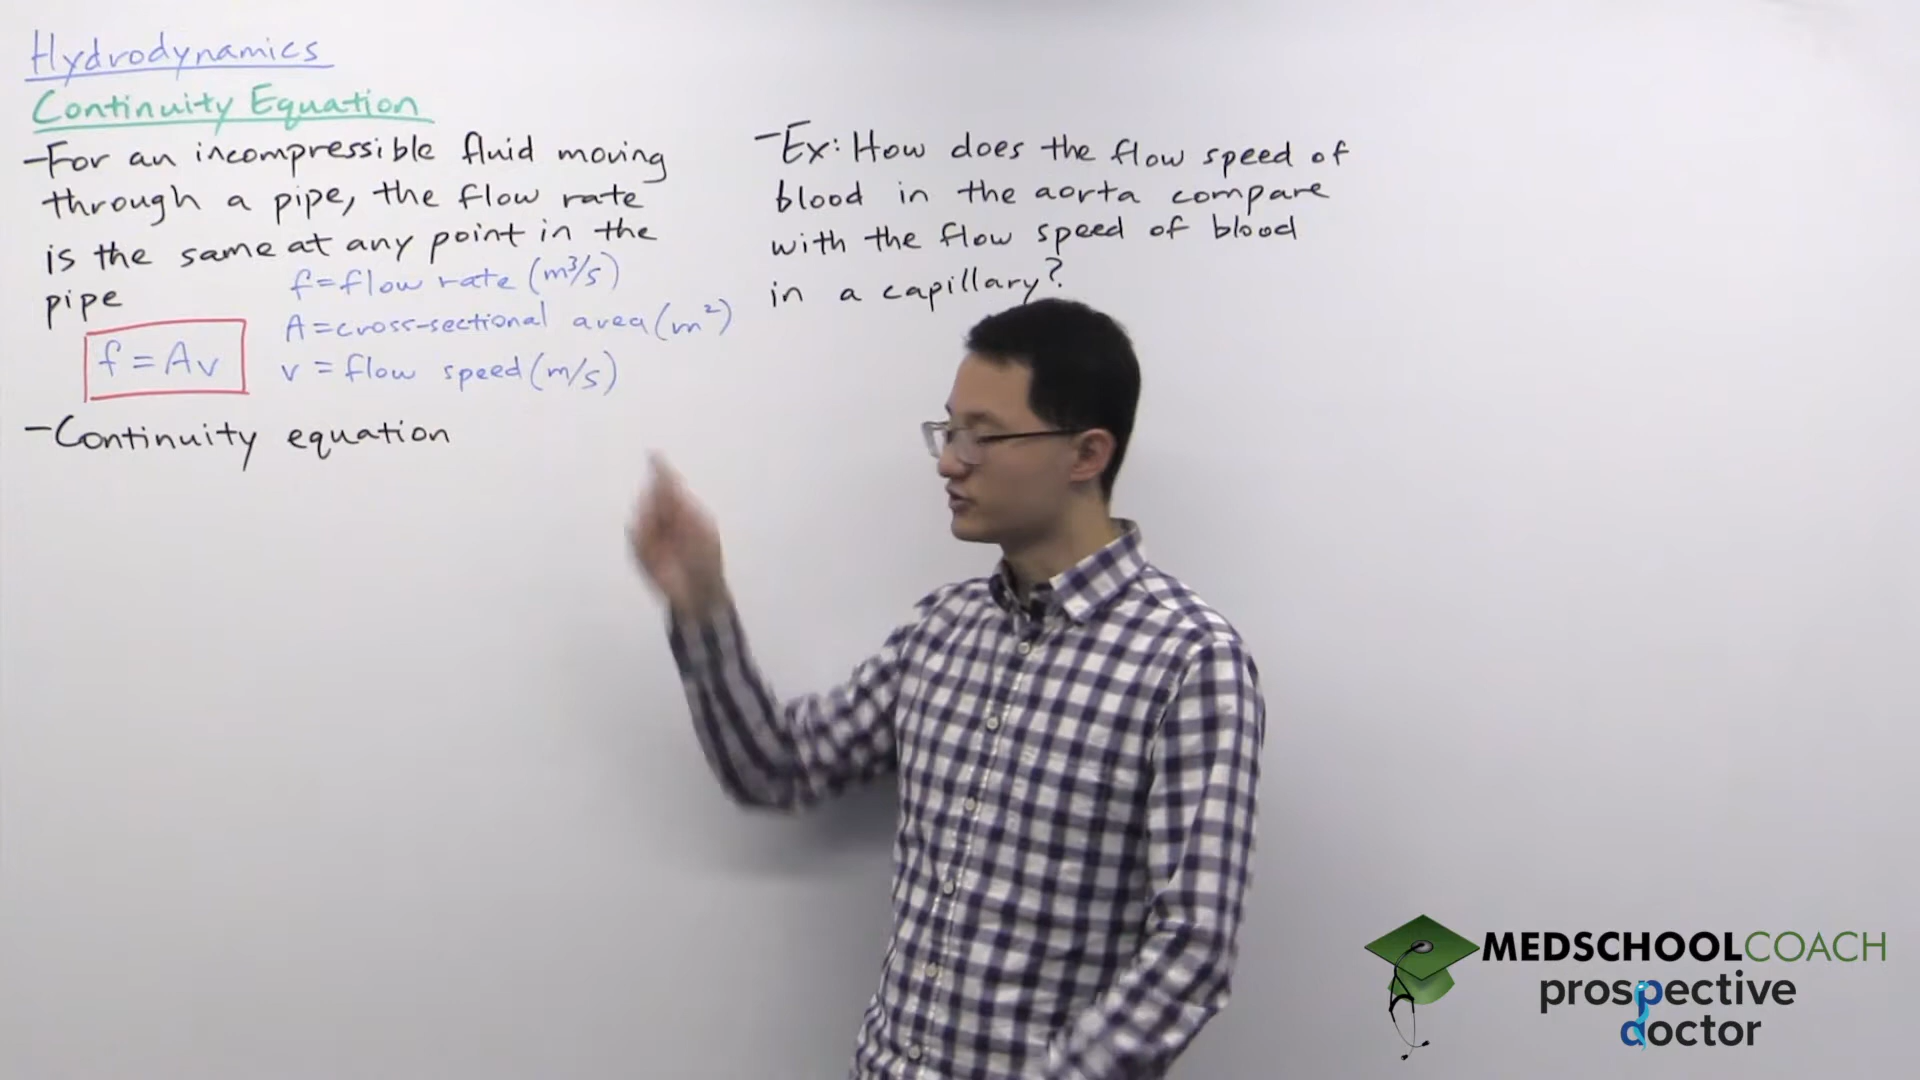 Hydrodynamics
Continuity Equation
-For an incompressible fluid moving
through a pipe, the flow rate
is the same at any point in the
pipe
f=flow rate (m³/s)
A=cross-sectional area (m²)
v = flow speed (m/s)
f = Av
-Continuity equation
-Ex: How does the flow speed of
blood in the aorta compare
with the flow speed of blood
in a capillary?
MEDSCHOOLCOACH
prospective
doctor